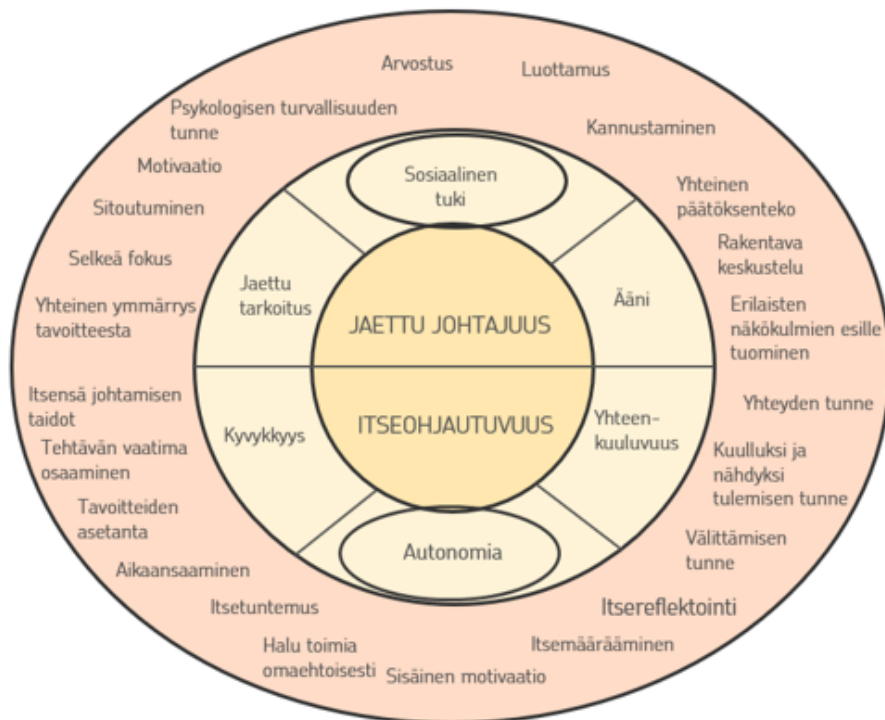 Arvostus
Luottamus
Psykologisen turvallisuuden
tunne
Kannustaminen
Motivaatio
Sosiaalinen
tuki
Yhteinen
päätöksenteko
Sitoutuminen
Rakentava
keskustelu
Selkeä fokus
Jaettu
tarkoitus
Ääni
Yhteinen ymmärrys
tavoitteesta
Erilaisten
näkökulmien esille
tuominen
JAETTU JOHTAJUUS
Itsensä johtamisen
taidot
Yhteyden tunne
Kyvykkyys
ITSEOHJAUTUVUUS
Yhteen-
kuuluvuus
Tehtävän vaatima
osaaminen
Kuulluksi ja
nähdyksi
tulemisen tunne
Tavoitteiden
asetanta
Välittämisen
tunne
Autonomia
Aikaansaaminen
Itsetuntemus
Itsereflektointi
Halu toimia
omaehtoisesti
Itsemäärääminen
Sisäinen motivaatio